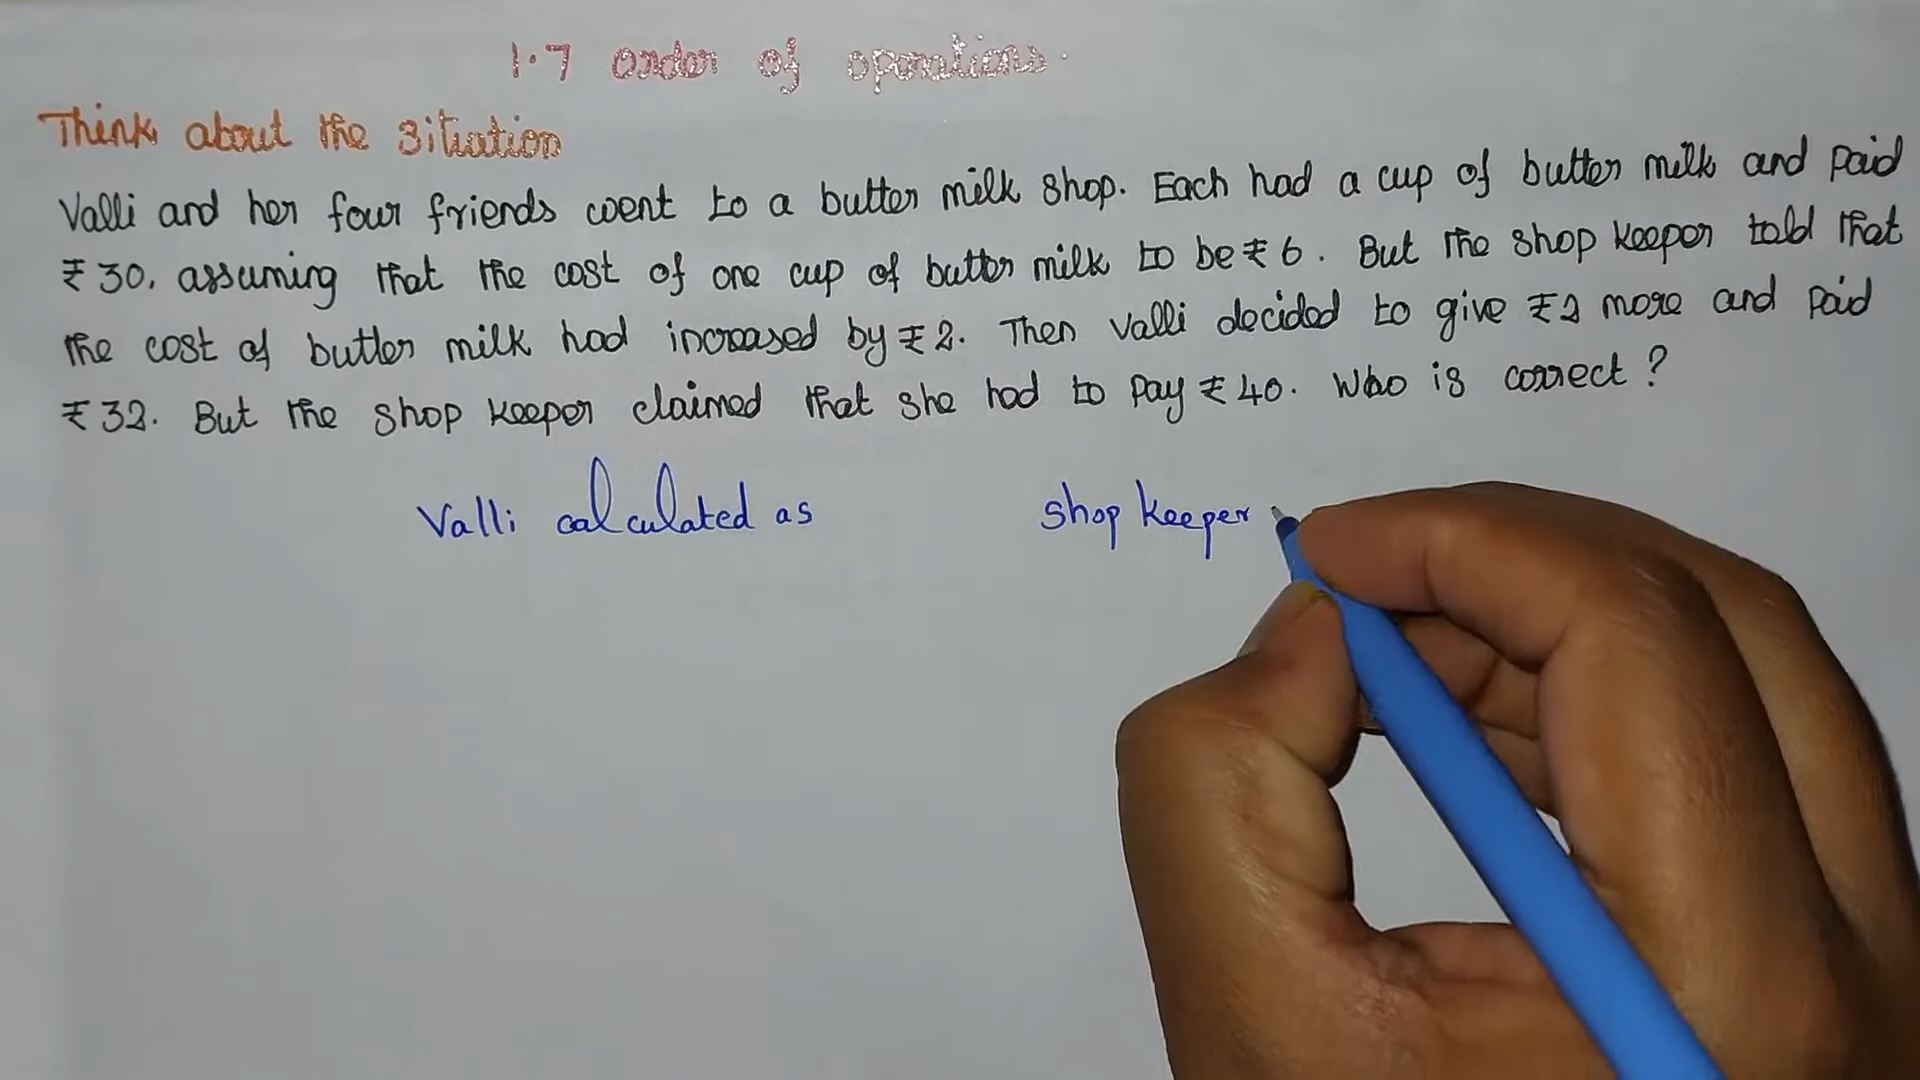 1.7 order of operations.
Think about the situation
Valli and her four friends went to a butter milk shop. Each had a cup of butter milk and paid
₹ 30, assuming that the cost of one cup of butter milk to be ₹ 6. But the shop keeper told that
the cost of butter milk had increased by ₹ 2. Then Valli decided to give ₹ 2 more and paid
₹ 32. But the shop keeper claimed that she had to pay ₹ 40. Who is correct?
Valli calculated as shop keeper